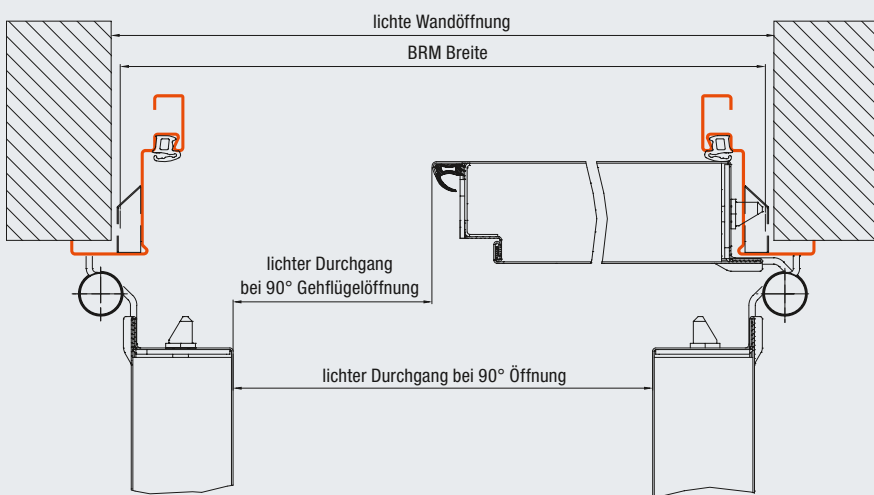 lichte Wandöffnung
BRM Breite
lichter Durchgang
bei 90° Gehflügelöffnung
lichter Durchgang bei 90° Öffnung